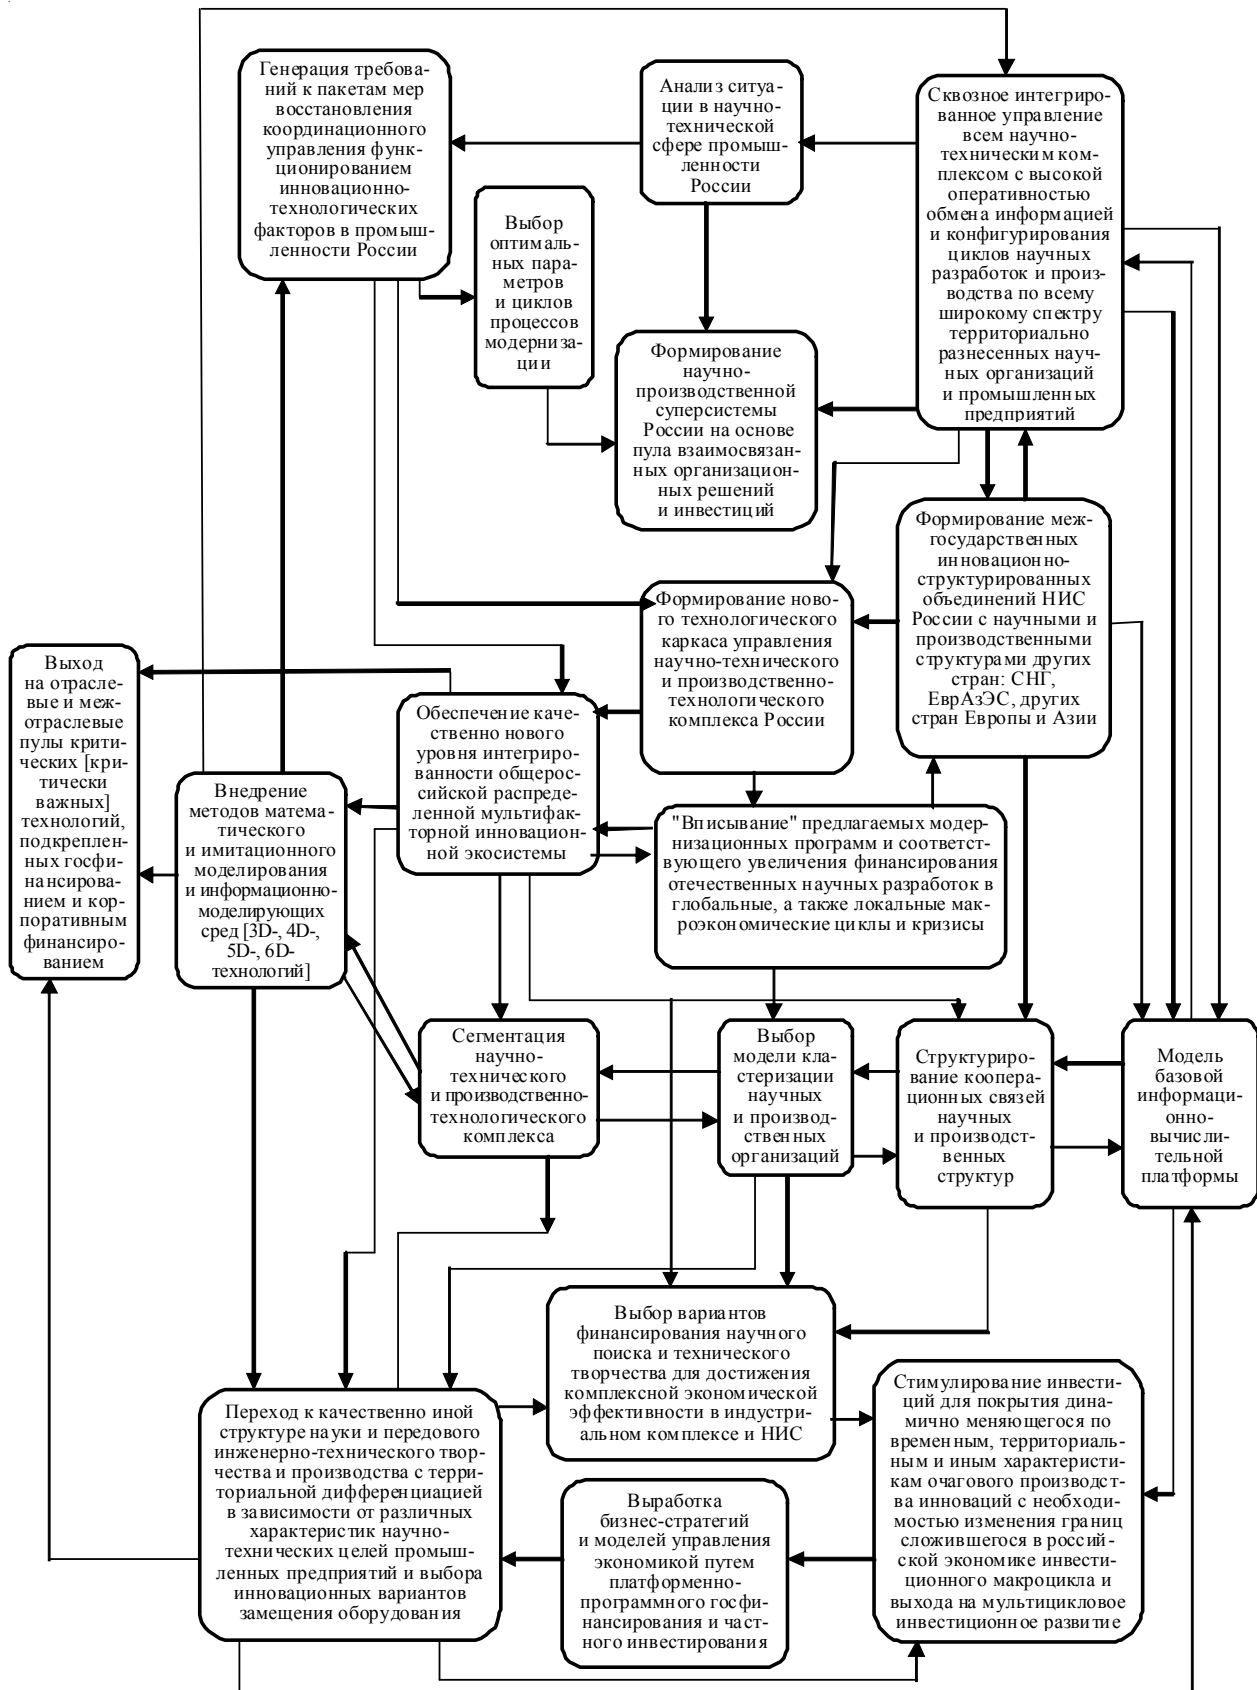 Генерация требова-
ний к пакетам мер
восстановления
координационного
управления функ-
ционированием
инновационно-
технологических
факторов в промыш-
ленности России
Анализ ситуа-
ции в научно-
технической
сфере промыш-
ленности
России
Сквозное интегриро-
ванное управление
всем научно-
техническим ком-
плексом с высокой
оперативностью
обмена информацией
и конфигурирования
циклов научных
разработок и произ-
водства по всему
широкому спектру
территориально
разнесенных науч-
ных организаций
и промышленных
предприятий
Выбор
оптималь-
ных пара-
метров
и циклов
процессов
модерниза-
ции
Формирование
научно-
производственной
суперсистемы
России на основе
пула взаимосвязан-
ных организацион-
ных решений
и инвестиций
Формирование меж-
государственных
инновационно-
структурированных
объединений НИС
России с научными и
производственными
структурами других
стран: СНГ,
ЕврАзЭС, других
стран Европы и Азии
Формирование ново-
го технологического
каркаса управления
научно-технического
и производственно-
технологического
комплекса России
Выход
на отрасле-
вые и меж-
отраслевые
пулы крити-
ческих [кри-
тически
важных]
технологий,
подкреплен-
ных госфи-
нансирова-
нием и кор-
поративным
финансиро-
ванием
Обеспечение каче-
ственно нового
уровня интегриро-
ванности общерос-
сийской распреде-
ленной мультифак-
торной инновацион-
ной экосистемы
Внедрение
методов матема-
тического
и имитационного
моделирования
и информационно-
моделирующих
сред [3D-, 4D-,
5D-, 6D-
технологий]
"Вписывание" предлагаемых модер-
низационных программ и соответст-
вующего увеличения финансирования
отечественных научных разработок в
глобальные, а также локальные мак-
роэкономические циклы и кризисы
Сегментация
научно-
технического
и производственно-
технологического
комплекса
Выбор
модели кла-
стеризации
научных
и производ-
ственных
организаций
Структуриро-
вание коопера-
ционных связей
научных
и производст-
венных
структур
Модель
базовой
информаци-
онно-
вычисли-
тельной
платформы
Выбор вариантов
финансирования научного
поиска и технического
творчества для достижения
комплексной экономической
эффективности в индустри-
альном комплексе и НИС
Переход к качественно иной
структуре науки и передового
инженерно-технического твор-
чества и производства с терри-
ториальной дифференциацией
в зависимости от различных
характеристик научно-
технических целей промыш-
ленных предприятий и выбора
инновационных вариантов
замещения оборудования
Выработка
бизнес-стратегий
и моделей управления
экономикой путем
платформенно-
программного госфи-
нансирования и част-
ного инвестирования
Стимулирование инвести-
ций для покрытия дина-
мично меняющегося по
временным, территориаль-
ным и иным характеристи-
кам очагового производст-
ва инноваций с необходи-
мостью изменения границ
сложившегося в россий-
ской экономике инвести-
ционного макроцикла и
выхода на мультицикловое
инвестиционное развитие